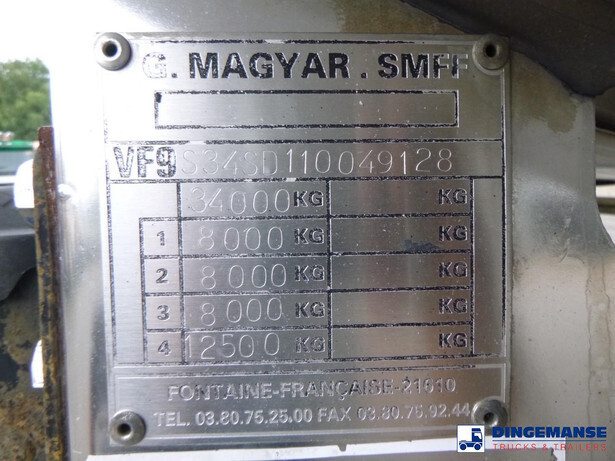 G. MAGYAR . SMFF
VF9 S34SD110049128
34000 KG KG
1 8000 KG KG
2 8000 KG KG
3 8000 KG KG
4 12500 KG KG
FONTAINE-FRANÇAISE-21610
TEL. 03.80.75.25.00 FAX 03.80.75.92.44
DINGEMANSE
TRUCKS & TRAILERS